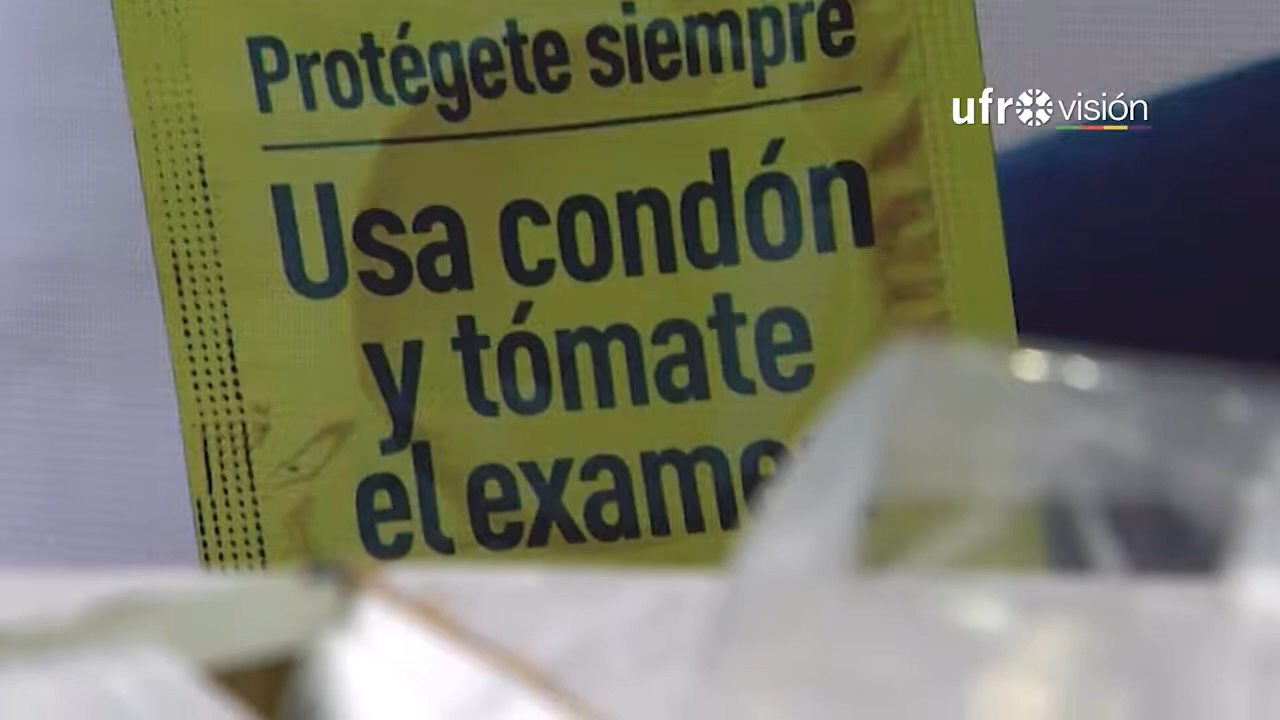 Protégete siempre
ufrovisión
Usa condón
y tómate
el exame